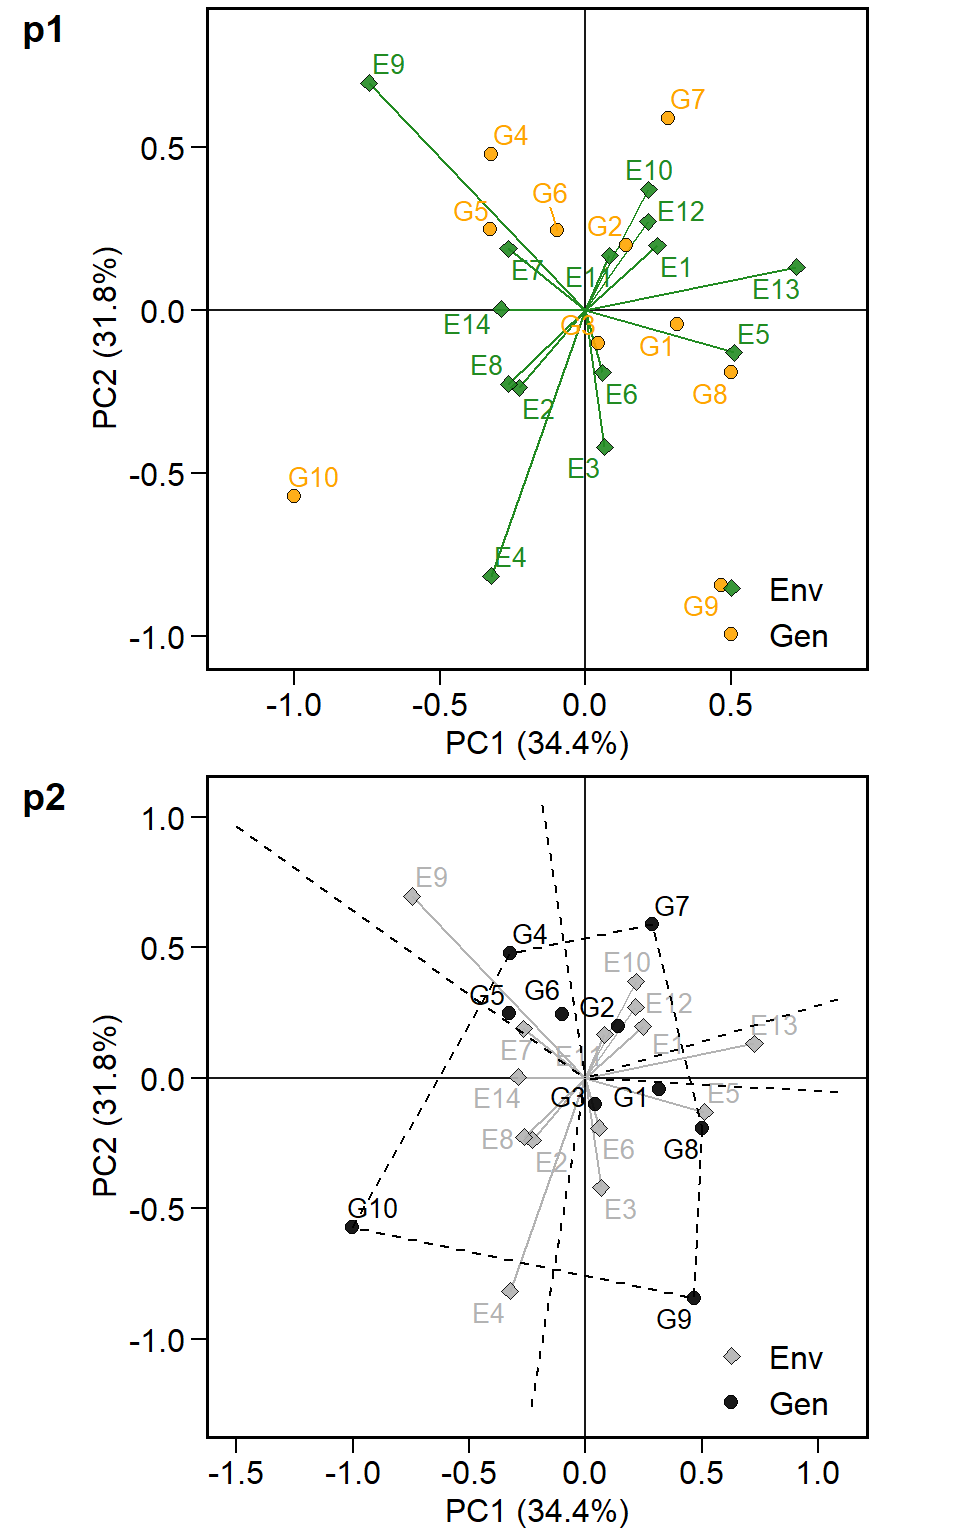 p1
E9
G7
G4
0.5
E10
G6
G5
E12
G2
E7
E11
E1
E13
0.0
G3
E14
E5
G1
E8
G8
E6
E2
E3
-0.5
G10
E4
Env
G9
-1.0
Gen
-1.0
-0.5
0.0
0.5
PC1 (34.4%)
PC2 (31.8%)
p2
1.0
E9
G7
G4
0.5
E10
G6
G5
E12
G2
E13
E1
E7
E11
0.0
E5
G3
G1
E14
E8
G8
E6
E2
-0.5
G10
E3
E4
G9
-1.0
Env
Gen
-1.5
-1.0
-0.5
0.0
0.5
1.0
PC1 (34.4%)
PC2 (31.8%)